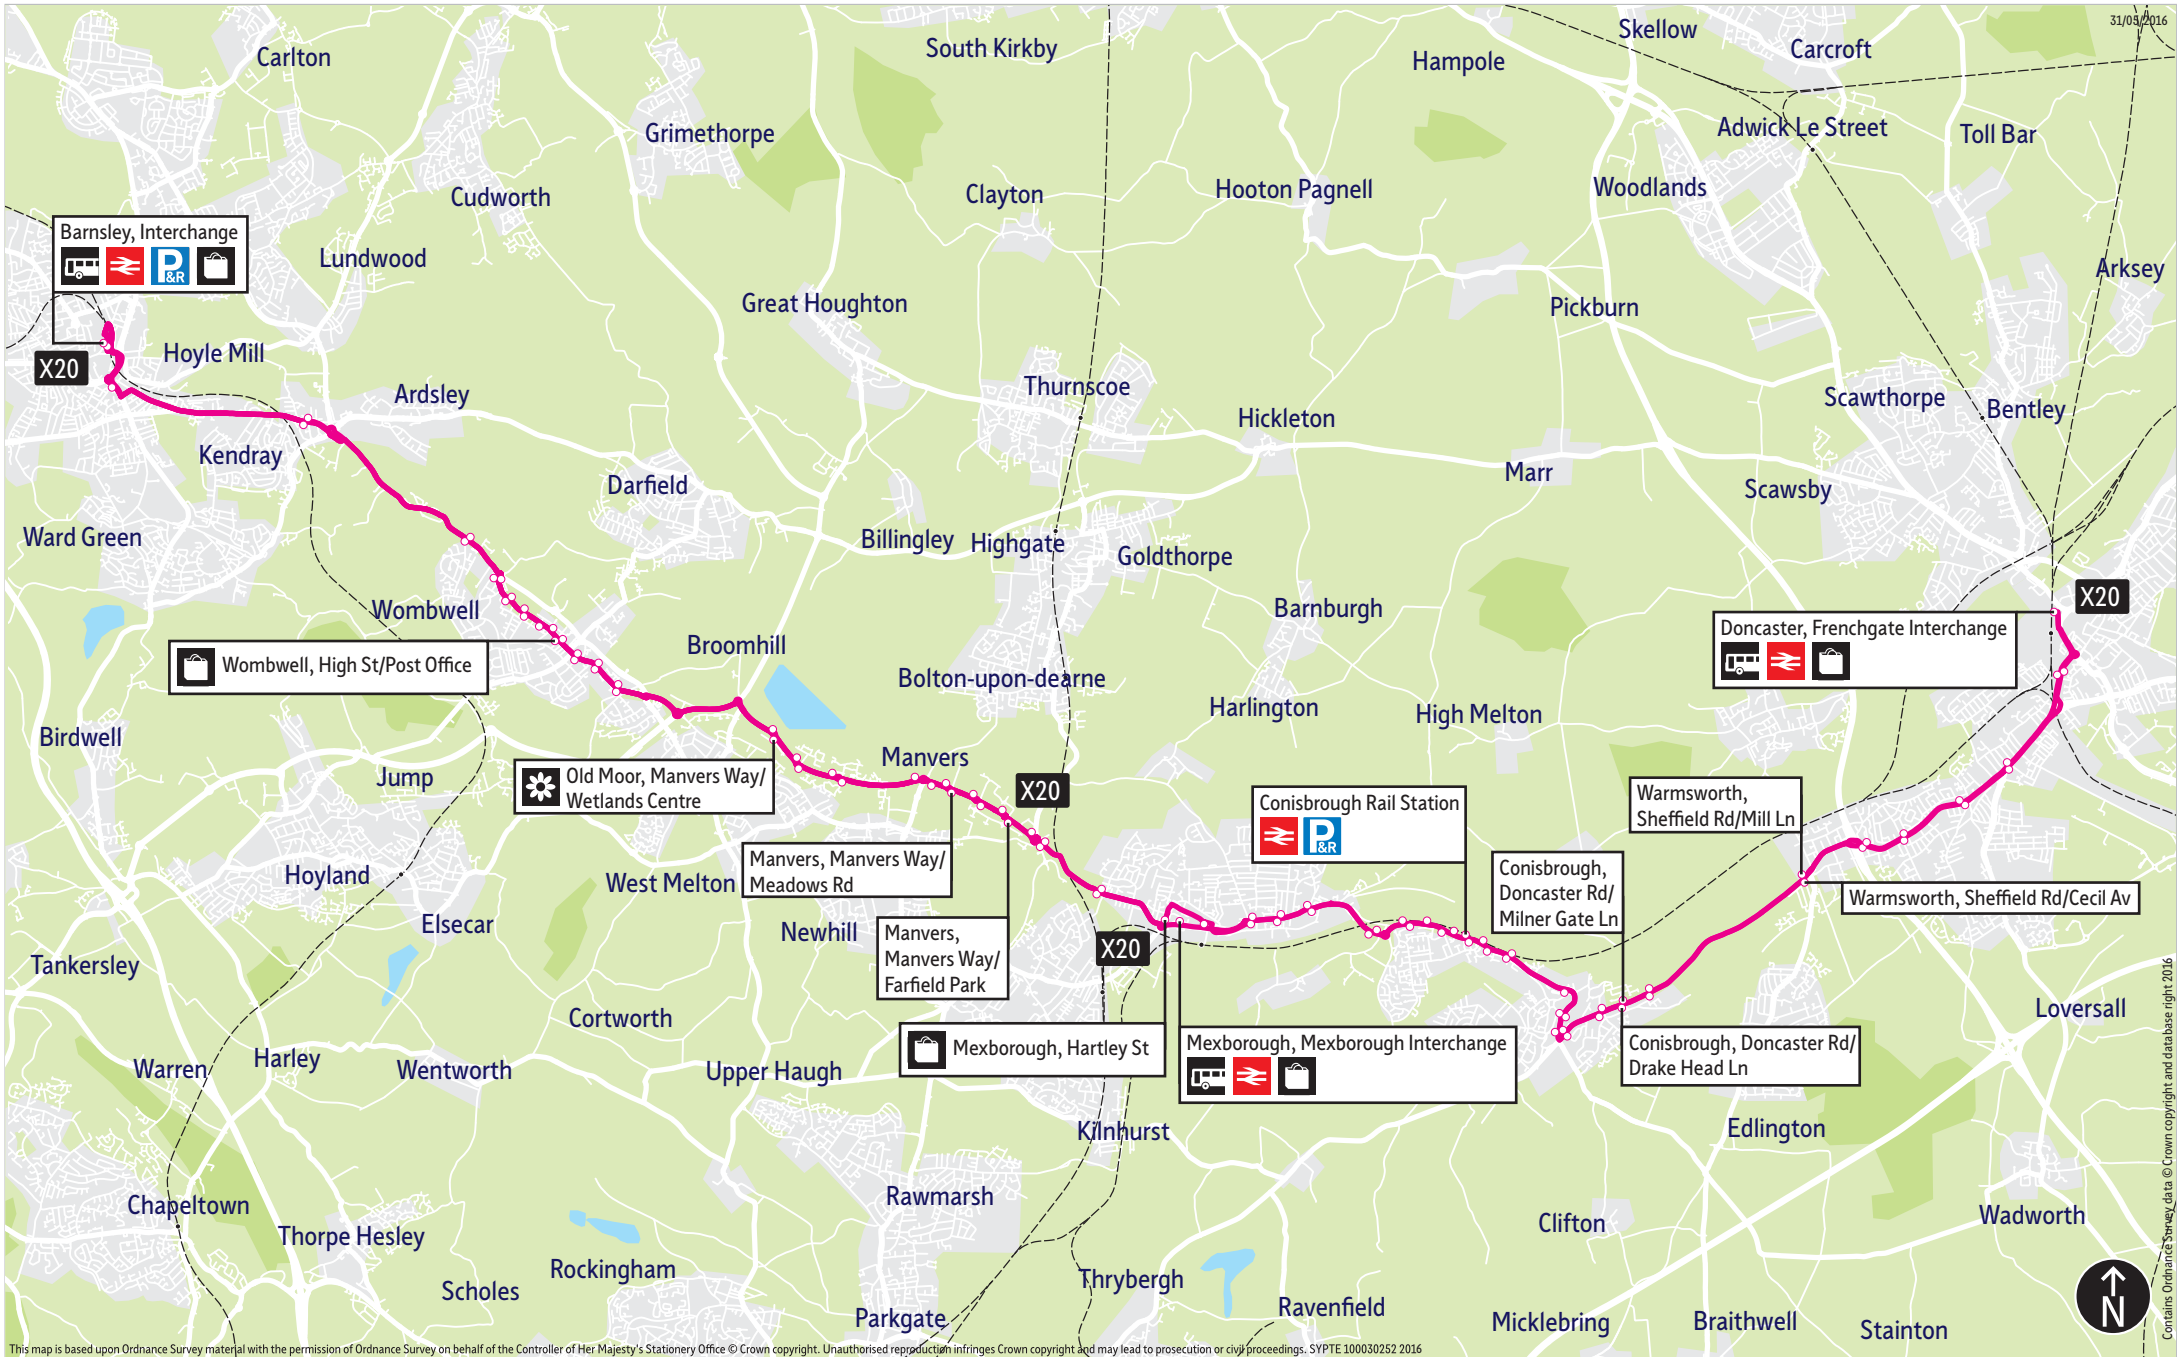 31/05/2016
Skellow
Carcroft
South Kirkby
Carlton
Hampole
Grimethorpe
Adwick Le Street
Toll Bar
Cudworth
Clayton
Hooton Pagnell
Woodlands
Barnsley, Interchange
P
&R
Lundwood
Arksey
Great Houghton
Pickburn
Hoyle Mill
X20
Ardsley
Thurnscoe
Hickleton
Scawthorpe
Bentley
Kendray
Darfield
Marr
Scawsby
Ward Green
Billingley
Highgate
Goldthorpe
Wombwell
Barnburgh
X20
Doncaster, Frenchgate Interchange
Wombwell, High St/Post Office
Broomhill
Bolton-upon-dearne
Harlington
High Melton
Birdwell
Jump
Manvers
Old Moor, Manvers Way/
Wetlands Centre
X20
Conisbrough Rail Station
P
&R
Warmsworth,
Sheffield Rd/Mill Ln
Manvers, Manvers Way/
Meadows Rd
Conisbrough,
Doncaster Rd/
Milner Gate Ln
Hoyland
West Melton
Warmsworth, Sheffield Rd/Cecil Av
Elsecar
Newhill
Manvers,
Manvers Way/
Farfield Park
X20
Tankersley
Cortworth
Loversall
Warren
Harley
Wentworth
Upper Haugh
Mexborough, Hartley St
Mexborough, Mexborough Interchange
Conisbrough, Doncaster Rd/
Drake Head Ln
Kilnhurst
Edlington
Chapeltown
Thorpe Hesley
Rawmarsh
Clifton
Wadworth
Scholes
Rockingham
Thrybergh
Parkgate
Ravenfield
Micklebring
Braithwell
Stainton
N
Contains Ordnance Survey data © Crown copyright and database right 2016
This map is based upon Ordnance Survey material with the permission of Ordnance Survey on behalf of the Controller of Her Majesty's Stationery Office © Crown copyright. Unauthorised reproduction infringes Crown copyright and may lead to prosecution or civil proceedings. SYPTE 100030252 2016